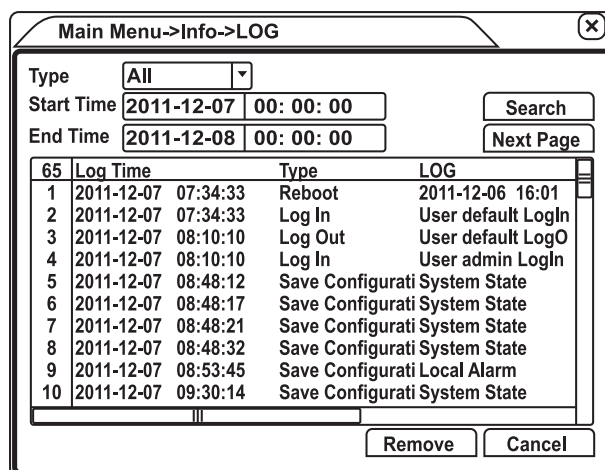 Main Menu->Info->LOG
Type All
Start Time 2011-12-07 00: 00: 00 Search
End Time 2011-12-08 00: 00: 00 Next Page
65 Log Time Type LOG
1 2011-12-07 07:34:33 Reboot 2011-12-06 16:01
2 2011-12-07 07:34:33 Log In User default LogIn
3 2011-12-07 08:10:10 Log Out User default LogO
4 2011-12-07 08:10:10 Log In User admin LogIn
5 2011-12-07 08:48:12 Save Configurati System State
6 2011-12-07 08:48:17 Save Configurati System State
7 2011-12-07 08:48:21 Save Configurati System State
8 2011-12-07 08:48:32 Save Configurati System State
9 2011-12-07 08:53:45 Save Configurati Local Alarm
10 2011-12-07 09:30:14 Save Configurati System State
Remove Cancel